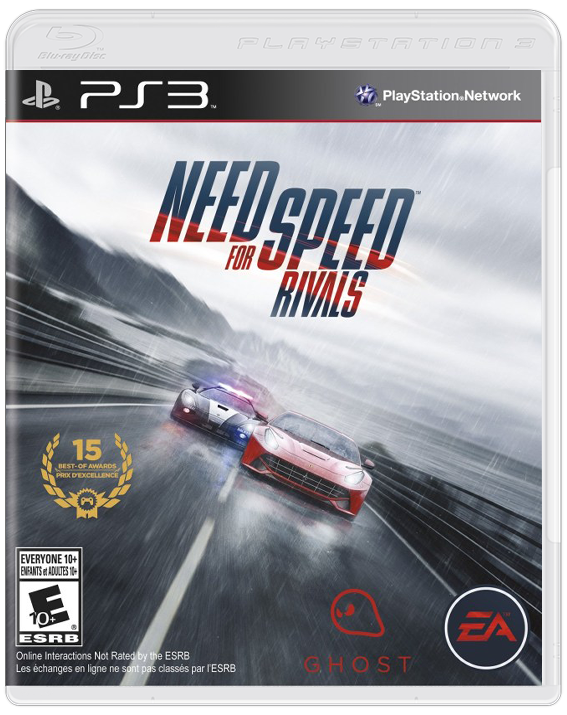 Blu-ray Disc
PLAYSTATION 3
PS3
PlayStation®Network
NEED
FOR SPEED™
RIVALS
15
BEST-OF AWARDS
PRIX D'EXCELLENCE
EVERYONE 10+
ENFANTS et ADULTES 10+
E
10+
ESRB
Online Interactions Not Rated by the ESRB
Les échanges en ligne ne sont pas classés par l'ESRB
GHOST
EA